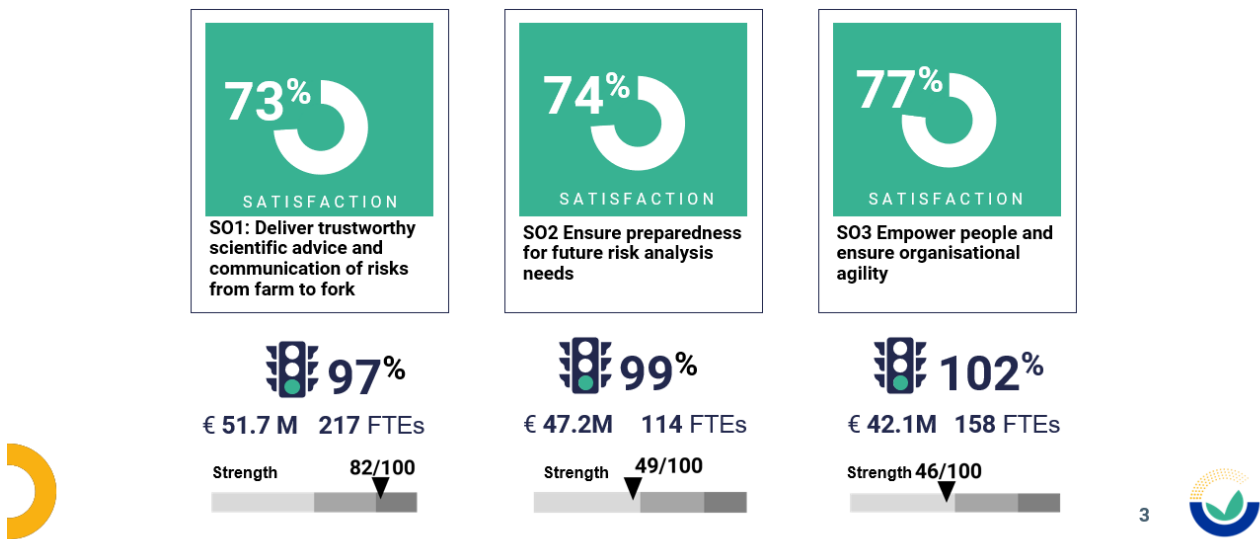 73%
SATISFACTION
SO1: Deliver trustworthy
scientific advice and
communication of risks
from farm to fork
97%
€ 51.7 M 217 FTEs
Strength 82/100
74%
SATISFACTION
SO2 Ensure preparedness
for future risk analysis
needs
99%
€ 47.2M 114 FTEs
Strength 49/100
77%
SATISFACTION
SO3 Empower people and
ensure organisational
agility
102%
€ 42.1M 158 FTEs
Strength 46/100
3